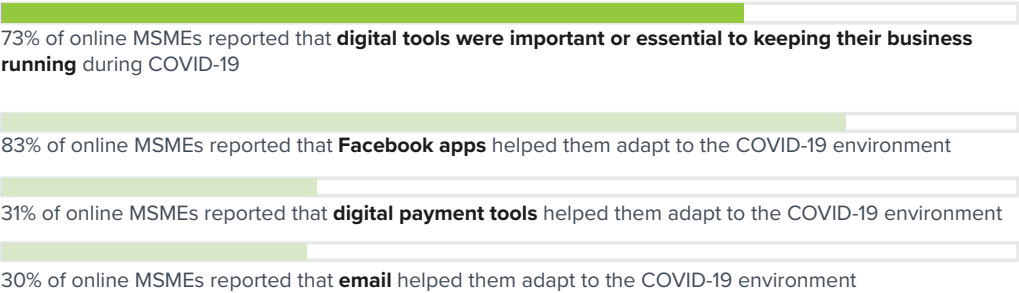 73% of online MSMEs reported that digital tools were important or essential to keeping their business
running during COVID-19
83% of online MSMEs reported that Facebook apps helped them adapt to the COVID-19 environment
31% of online MSMEs reported that digital payment tools helped them adapt to the COVID-19 environment
30% of online MSMEs reported that email helped them adapt to the COVID-19 environment